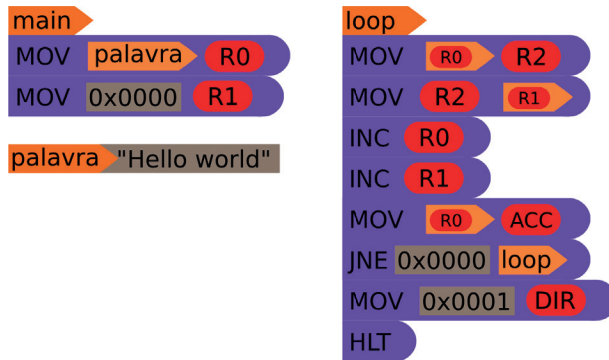 main
MOV palavra R0
MOV 0x0000 R1
palavra "Hello world"
loop
MOV R0 R2
MOV R2 R1
INC R0
INC R1
MOV R0 ACC
JNE 0x0000 loop
MOV 0x0001 DIR
HLT